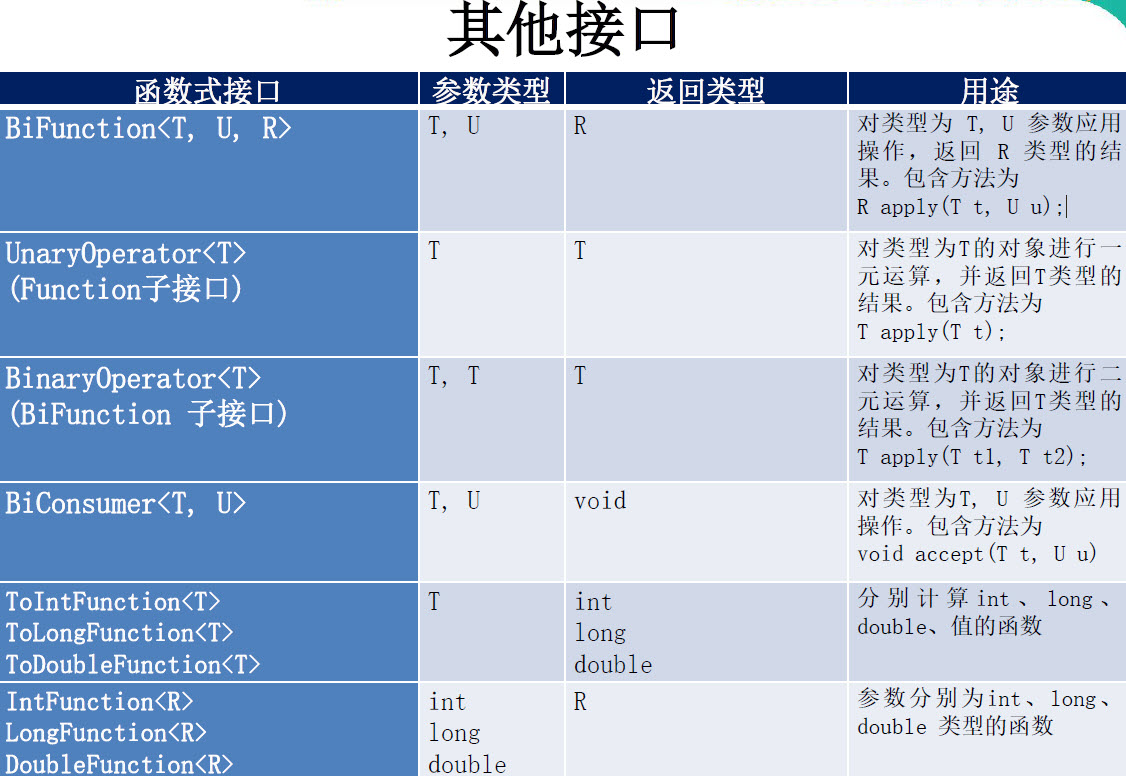 其他接口
函数式接口 参数类型 返回类型 用途
BiFunction<T, U, R> T, U R 对类型为 T, U 参数应用
操作，返回 R 类型的结
果。包含方法为
R apply(T t, U u);
UnaryOperator<T> T T 对类型为T的对象进行一
(Function子接口) 元运算，并返回T类型的
结果。包含方法为
T apply(T t);
BinaryOperator<T> T, T T 对类型为T的对象进行二
(BiFunction 子接口) 元运算，并返回T类型的
结果。包含方法为
T apply(T t1, T t2);
BiConsumer<T, U> T, U void 对类型为T, U 参数应用
操作。包含方法为
void accept(T t, U u)
ToIntFunction<T> T int 分别计算int、long、
ToLongFunction<T> long double、值的函数
ToDoubleFunction<T> double
IntFunction<R> int R 参数分别为int、long、
LongFunction<R> long double 类型的函数
DoubleFunction<R> double